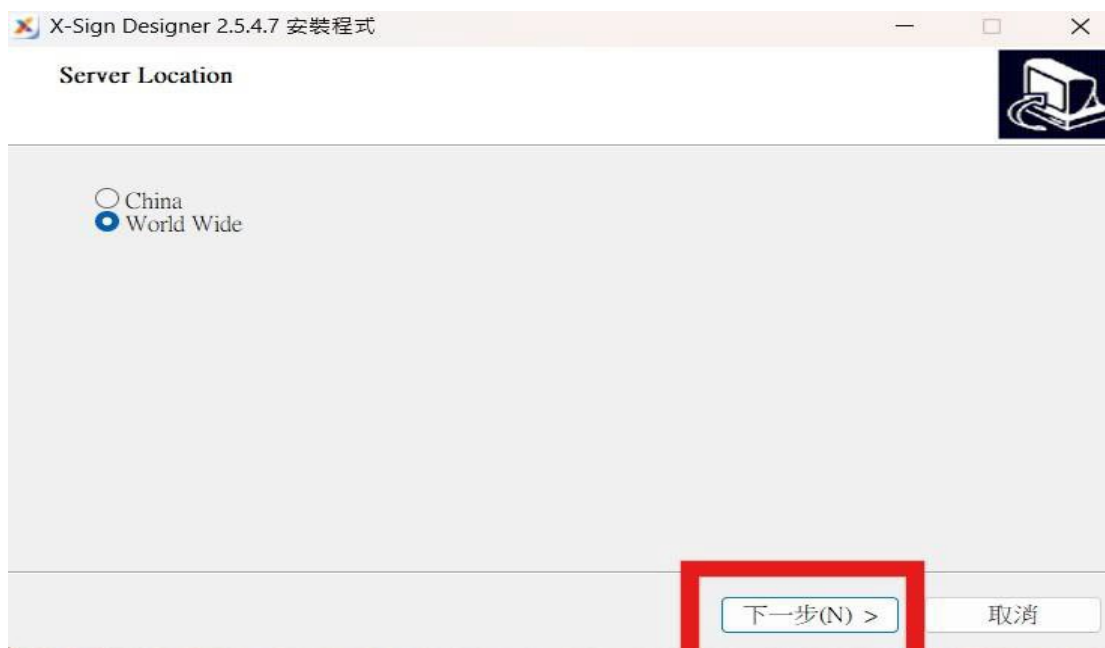 X-Sign Designer 2.5.4.7 安裝程式
Server Location
China
World Wide
下一步(N) >
取消